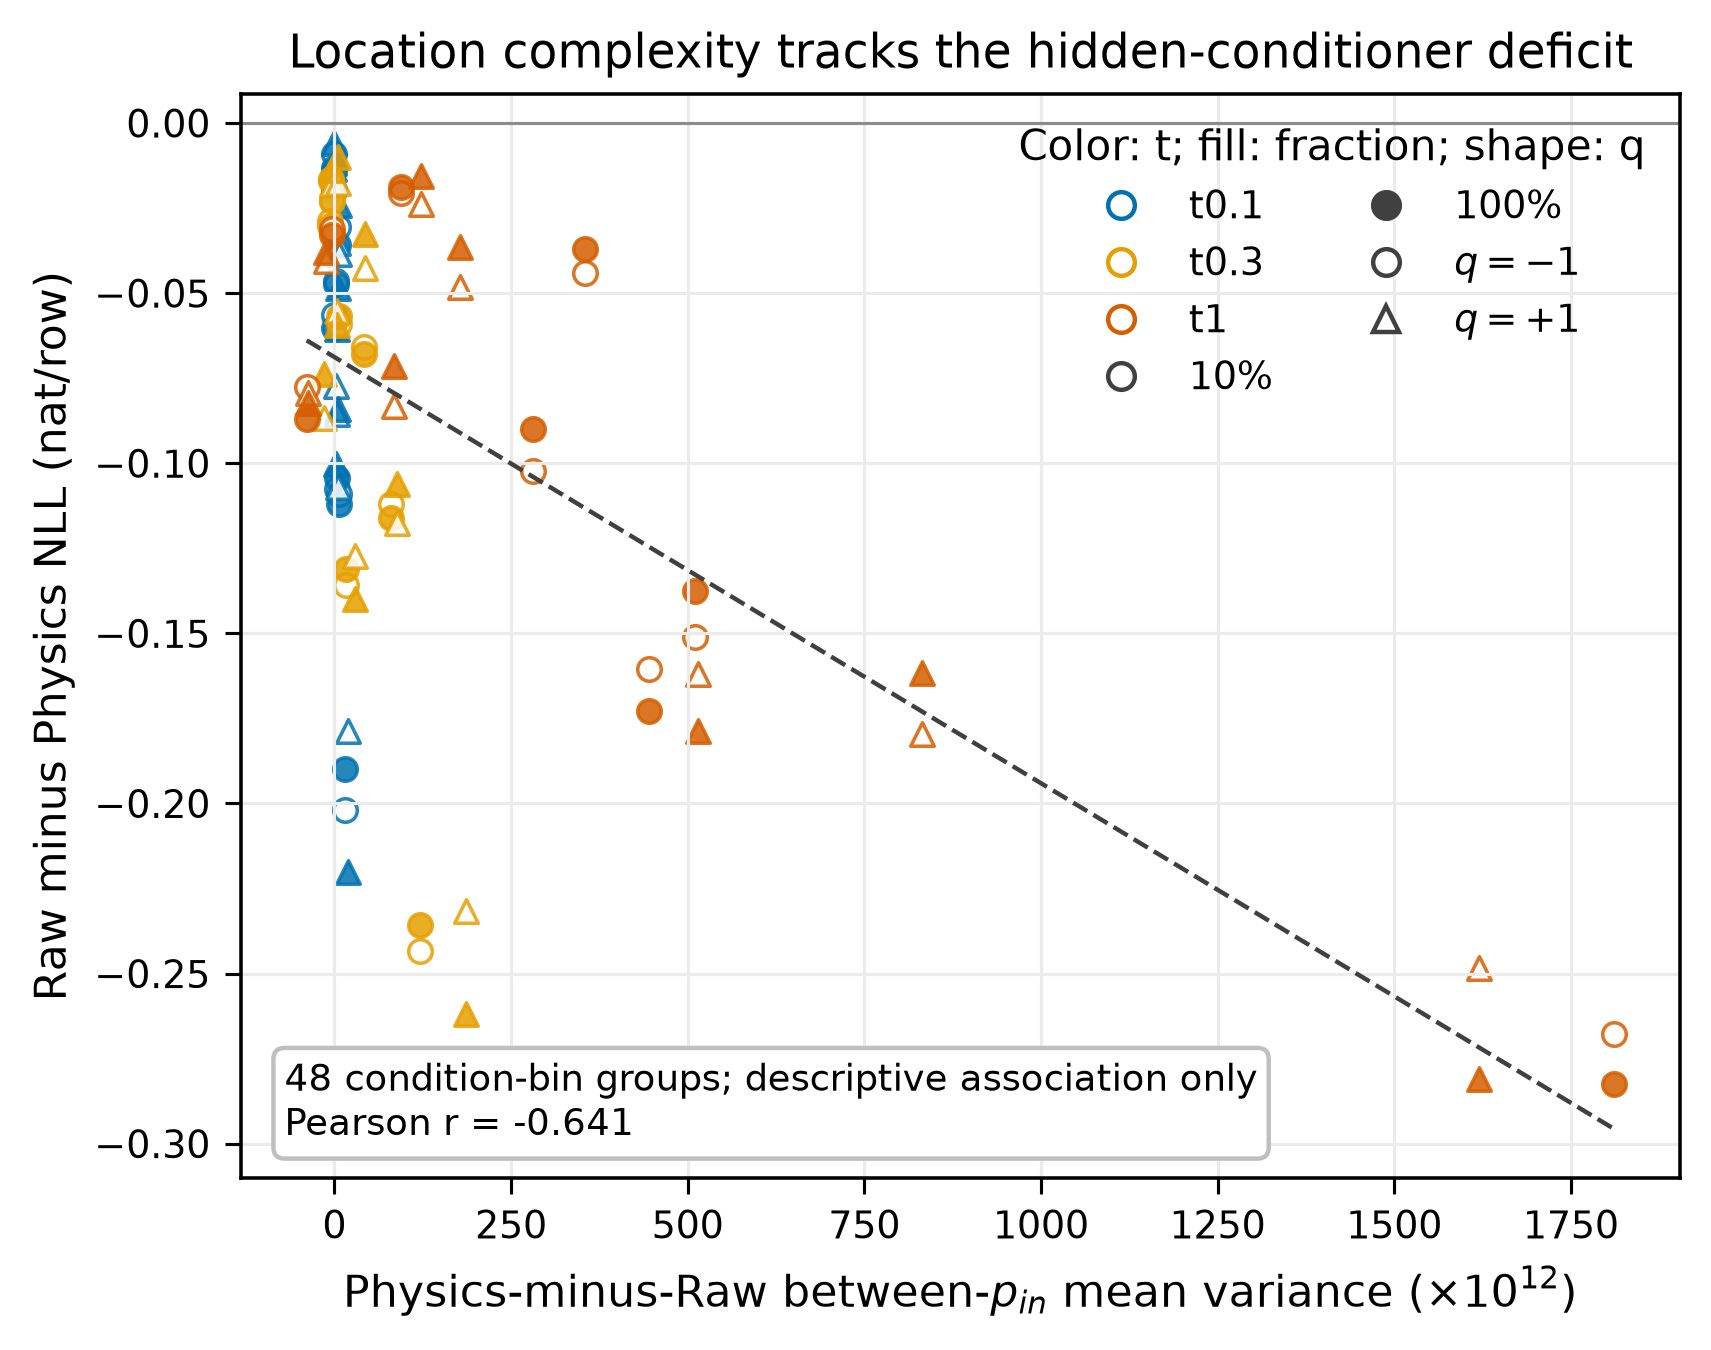 Location complexity tracks the hidden-conditioner deficit
Raw minus Physics NLL (nat/row)
0.00
−0.05
−0.10
−0.15
−0.20
−0.25
−0.30
Color: t; fill: fraction; shape: q
t0.1
t0.3
t1
10%
100%
q = −1
q = +1
48 condition-bin groups; descriptive association only
Pearson r = -0.641
0 250 500 750 1000 1250 1500 1750
Physics-minus-Raw between-p_{in} mean variance (×10^{12})